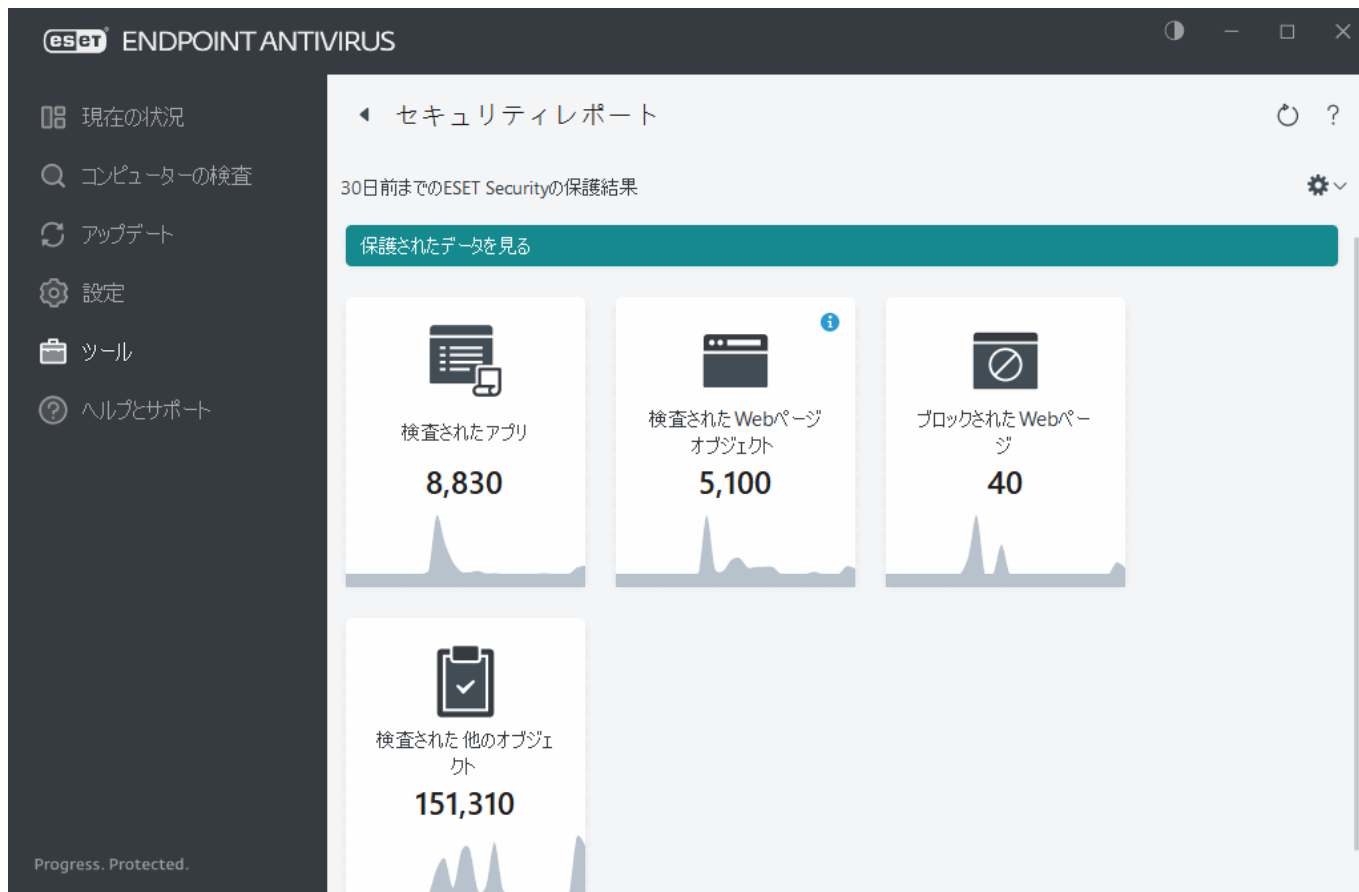 eset ENDPOINT ANTIVIRUS
現在の状況
コンピューターの検査
アップデート
設定
ツール
ヘルプとサポート
Progress. Protected.
セキュリティレポート
?
30日前までのESET Securityの保護結果
保護されたデータを見る
検査されたアプリ
8,830
検査されたWebページ
オブジェクト
5,100
ブロックされたWebペー
ジ
40
検査された他のオブジェ
クト
151,310